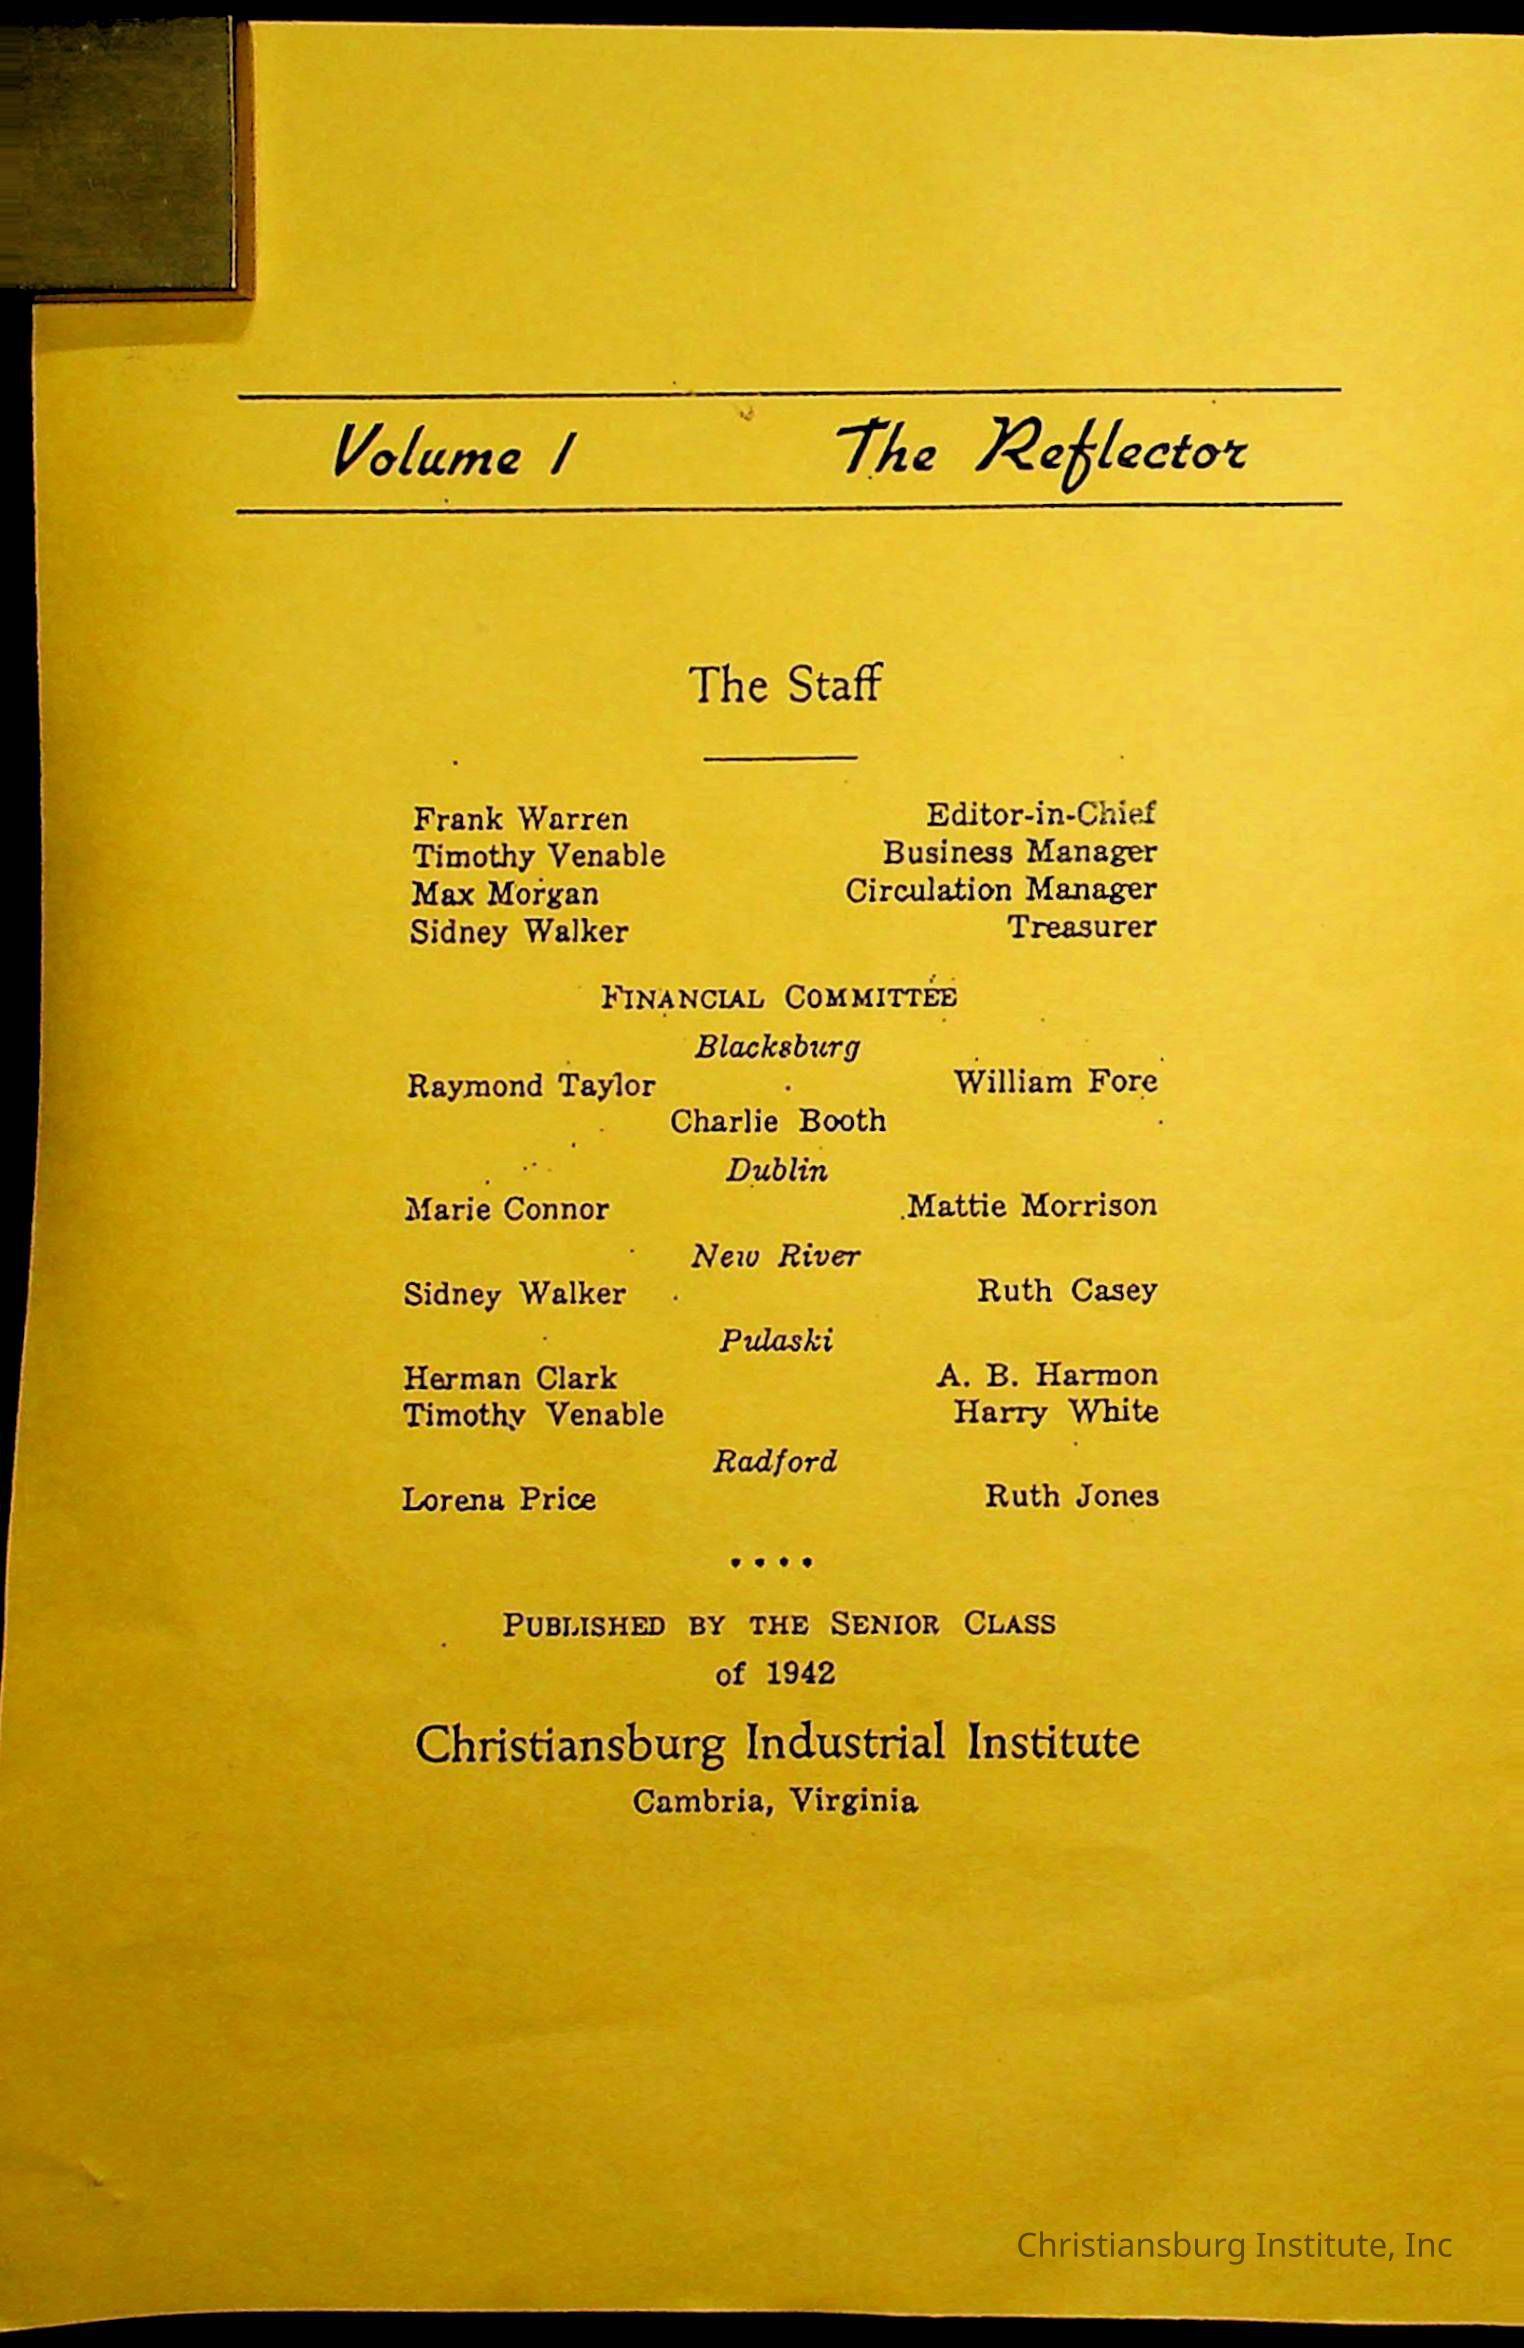 Volume 1 The Reflector
The Staff
Frank Warren Editor-in-Chief
Timothy Venable Business Manager
Max Morgan Circulation Manager
Sidney Walker Treasurer
FINANCIAL COMMITTEE
Blacksburg
Raymond Taylor William Fore
Charlie Booth
Dublin
Marie Connor Mattie Morrison
New River
Sidney Walker Ruth Casey
Pulaski
Herman Clark A. B. Harmon
Timothy Venable Harry White
Radford
Lorena Price Ruth Jones
....
PUBLISHED BY THE SENIOR CLASS
of 1942
Christiansburg Industrial Institute
Cambria, Virginia
Christiansburg Institute, Inc